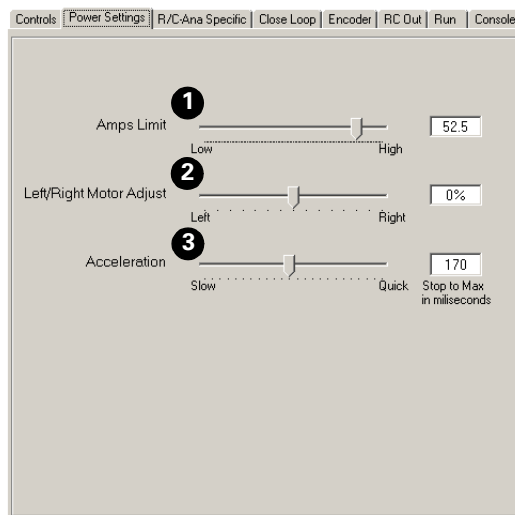 Controls Power Settings R/C-Ana Specific Close Loop Encoder RC Out Run Console
1
Amps Limit 52.5
Low High
2
Left/Right Motor Adjust 0%
Left Right
3
Acceleration 170
Slow Quick Stop to Max
in miliseconds